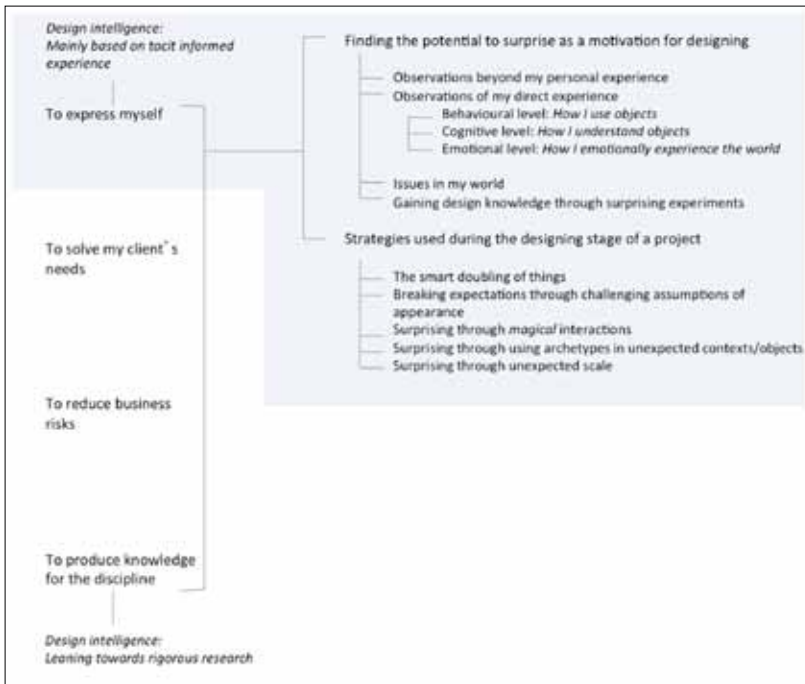 Design intelligence:
Mainly based on tacit informed
experience
To express myself
To solve my client´s
needs
To reduce business
risks
To produce knowledge
for the discipline
Design intelligence:
Leaning towards rigorous research
Finding the potential to surprise as a motivation for designing
Observations beyond my personal experience
Observations of my direct experience
Behavioural level: How I use objects
Cognitive level: How I understand objects
Emotional level: How I emotionally experience the world
Issues in my world
Gaining design knowledge through surprising experiments
Strategies used during the designing stage of a project
The smart doubling of things
Breaking expectations through challenging assumptions of
appearance
Surprising through magical interactions
Surprising through using archetypes in unexpected contexts/objects
Surprising through unexpected scale